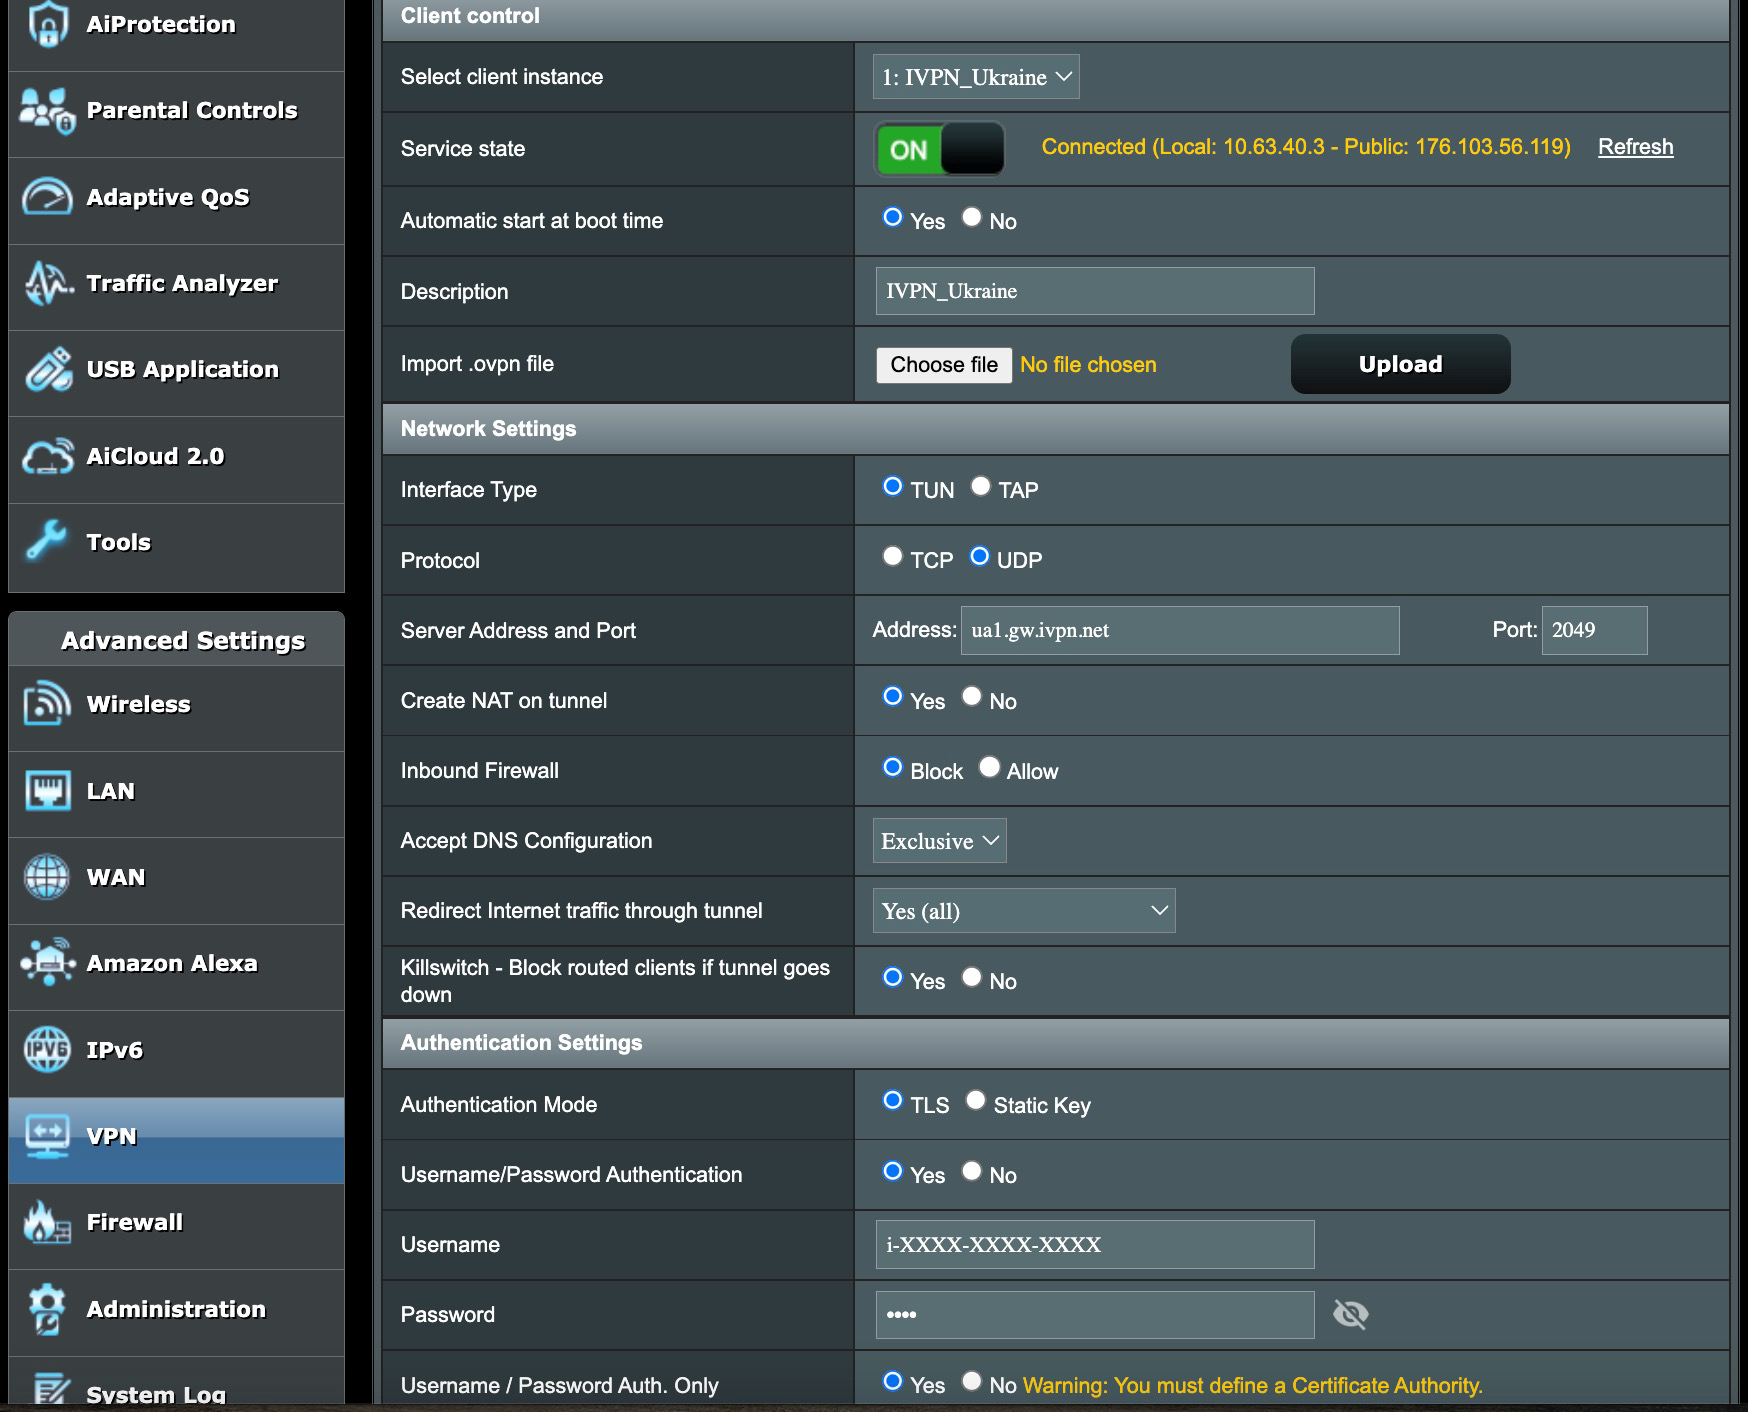 AiProtection
Parental Controls
Adaptive QoS
Traffic Analyzer
USB Application
AiCloud 2.0
Tools
Advanced Settings
Wireless
LAN
WAN
Amazon Alexa
IPv6
VPN
Firewall
Administration
System Log
Client control
Select client instance 1: IVPN_Ukraine
Service state ON Connected (Local: 10.63.40.3 - Public: 176.103.56.119) Refresh
Automatic start at boot time Yes No
Description IVPN_Ukraine
Import .ovpn file Choose file No file chosen Upload
Network Settings
Interface Type TUN TAP
Protocol TCP UDP
Server Address and Port Address: ua1.gw.ivpn.net Port: 2049
Create NAT on tunnel Yes No
Inbound Firewall Block Allow
Accept DNS Configuration Exclusive
Redirect Internet traffic through tunnel Yes (all)
Killswitch - Block routed clients if tunnel goes
down Yes No
Authentication Settings
Authentication Mode TLS Static Key
Username/Password Authentication Yes No
Username i-XXXX-XXXX-XXXX
Password ••••
Username / Password Auth. Only Yes No Warning: You must define a Certificate Authority.